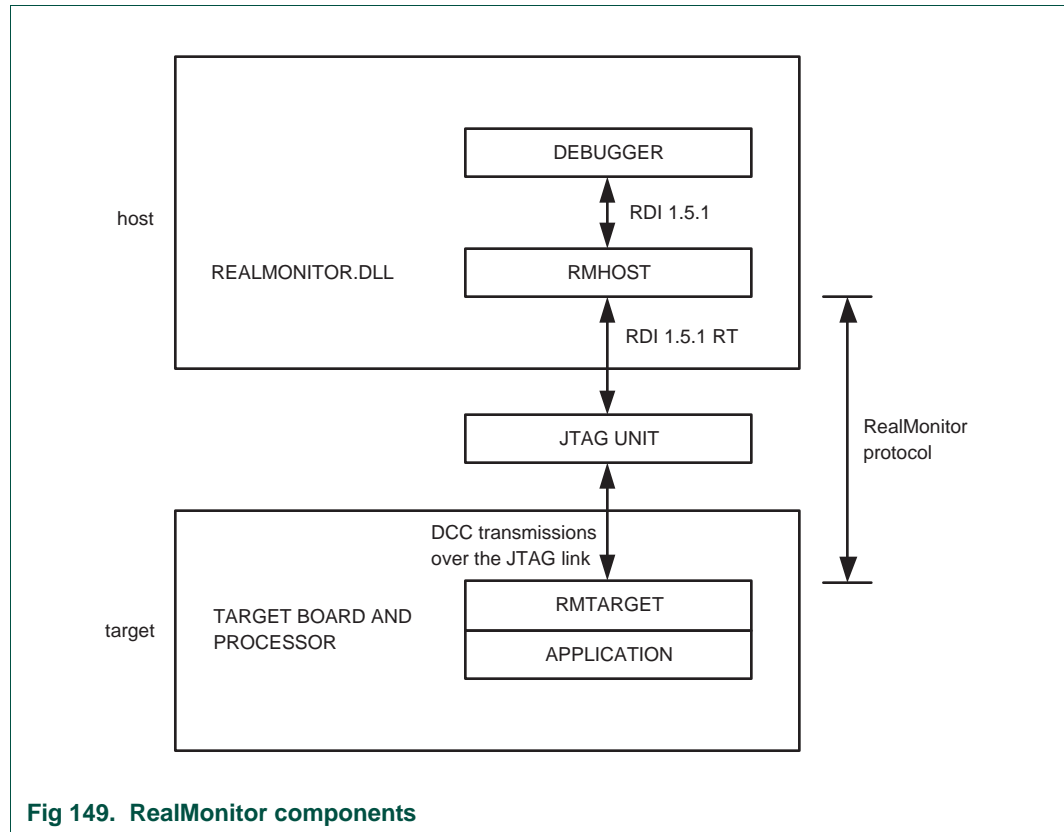 DEBUGGER
RDI 1.5.1
host
REALMONITOR.DLL
RMHOST
RDI 1.5.1 RT
JTAG UNIT
RealMonitor
protocol
DCC transmissions
over the JTAG link
RMTARGET
target
TARGET BOARD AND
PROCESSOR
APPLICATION
Fig 149. RealMonitor components